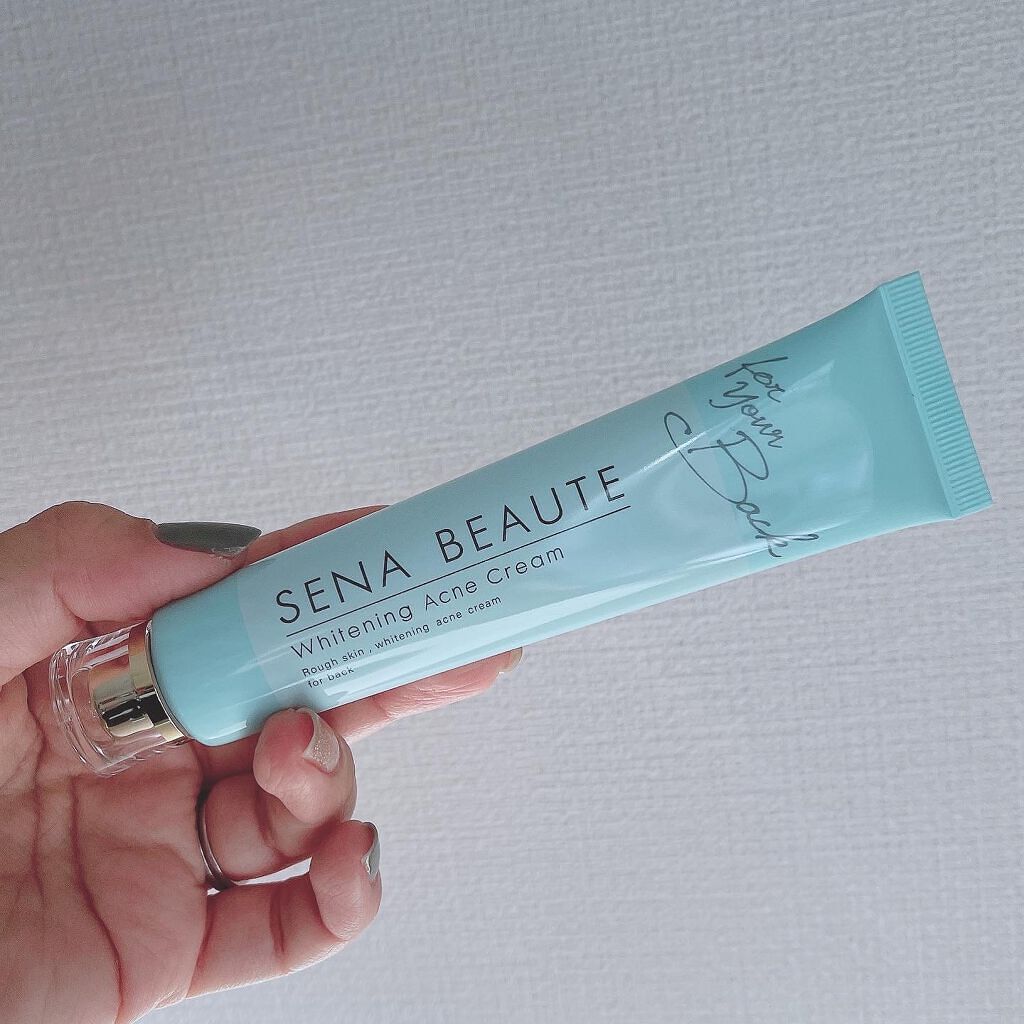 SENA BEAUTE
Whitening Acne Cream
Rough skin , whitening acne cream
for back
for
Your
Back